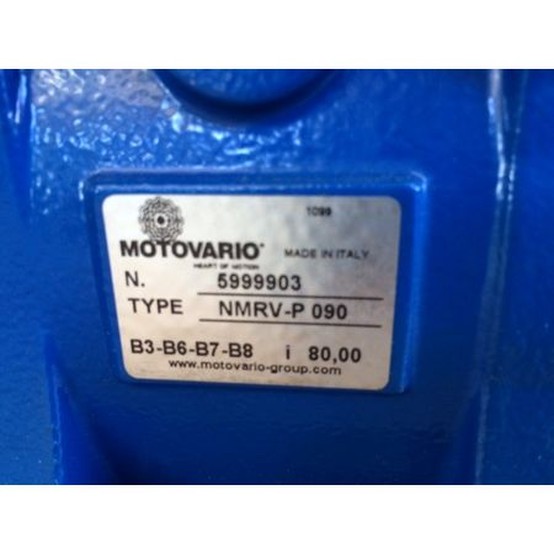 1099
MOTOVARIO®
MADE IN ITALY
HEART OF MOTION
N. 5999903
TYPE NMRV-P 090
B3-B6-B7-B8 i 80,00
www.motovario-group.com